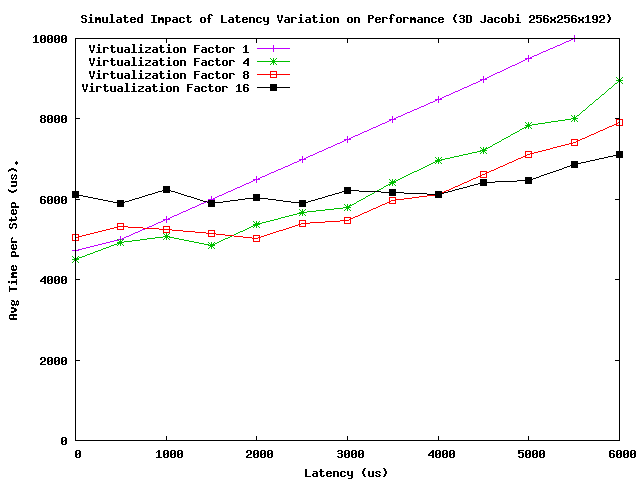 Simulated Impact of Latency Variation on Performance (3D Jacobi 256x256x192)
10000
Virtualization Factor 1
Virtualization Factor 4
Virtualization Factor 8
Virtualization Factor 16
8000
6000
4000
2000
0
Avg Time per Step (us).
0 1000 2000 3000 4000 5000 6000
Latency (us)